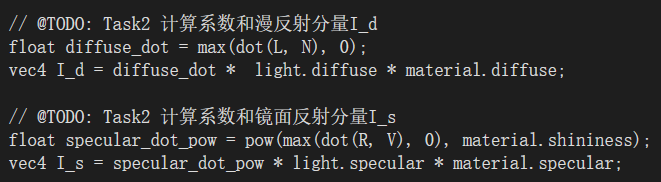 // @TODO: Task2 计算系数和漫反射分量I_d
float diffuse_dot = max(dot(L, N), 0);
vec4 I_d = diffuse_dot *  light.diffuse * material.diffuse;
// @TODO: Task2 计算系数和镜面反射分量I_s
float specular_dot_pow = pow(max(dot(R, V), 0), material.shininess);
vec4 I_s = specular_dot_pow * light.specular * material.specular;